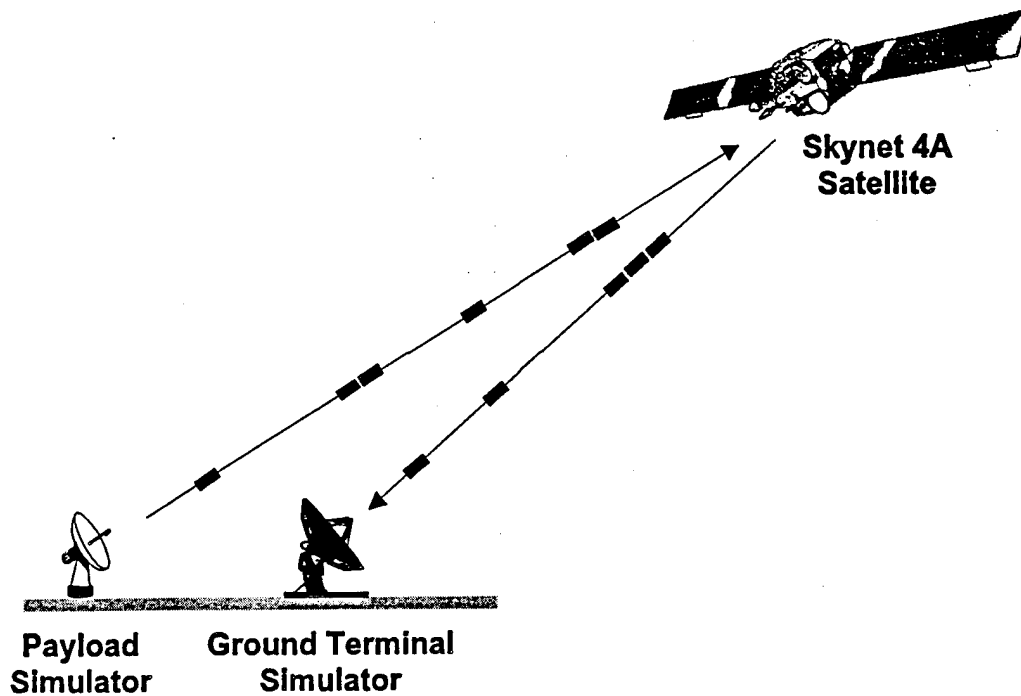 Skynet 4A
Satellite
Payload
Simulator
Ground Terminal
Simulator